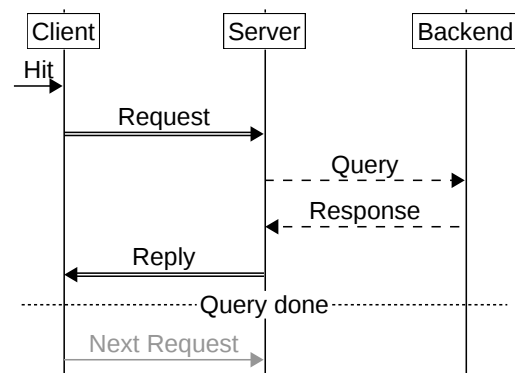 Client Server Backend
Hit
Request
Query
Response
Reply
Query done
Next Request